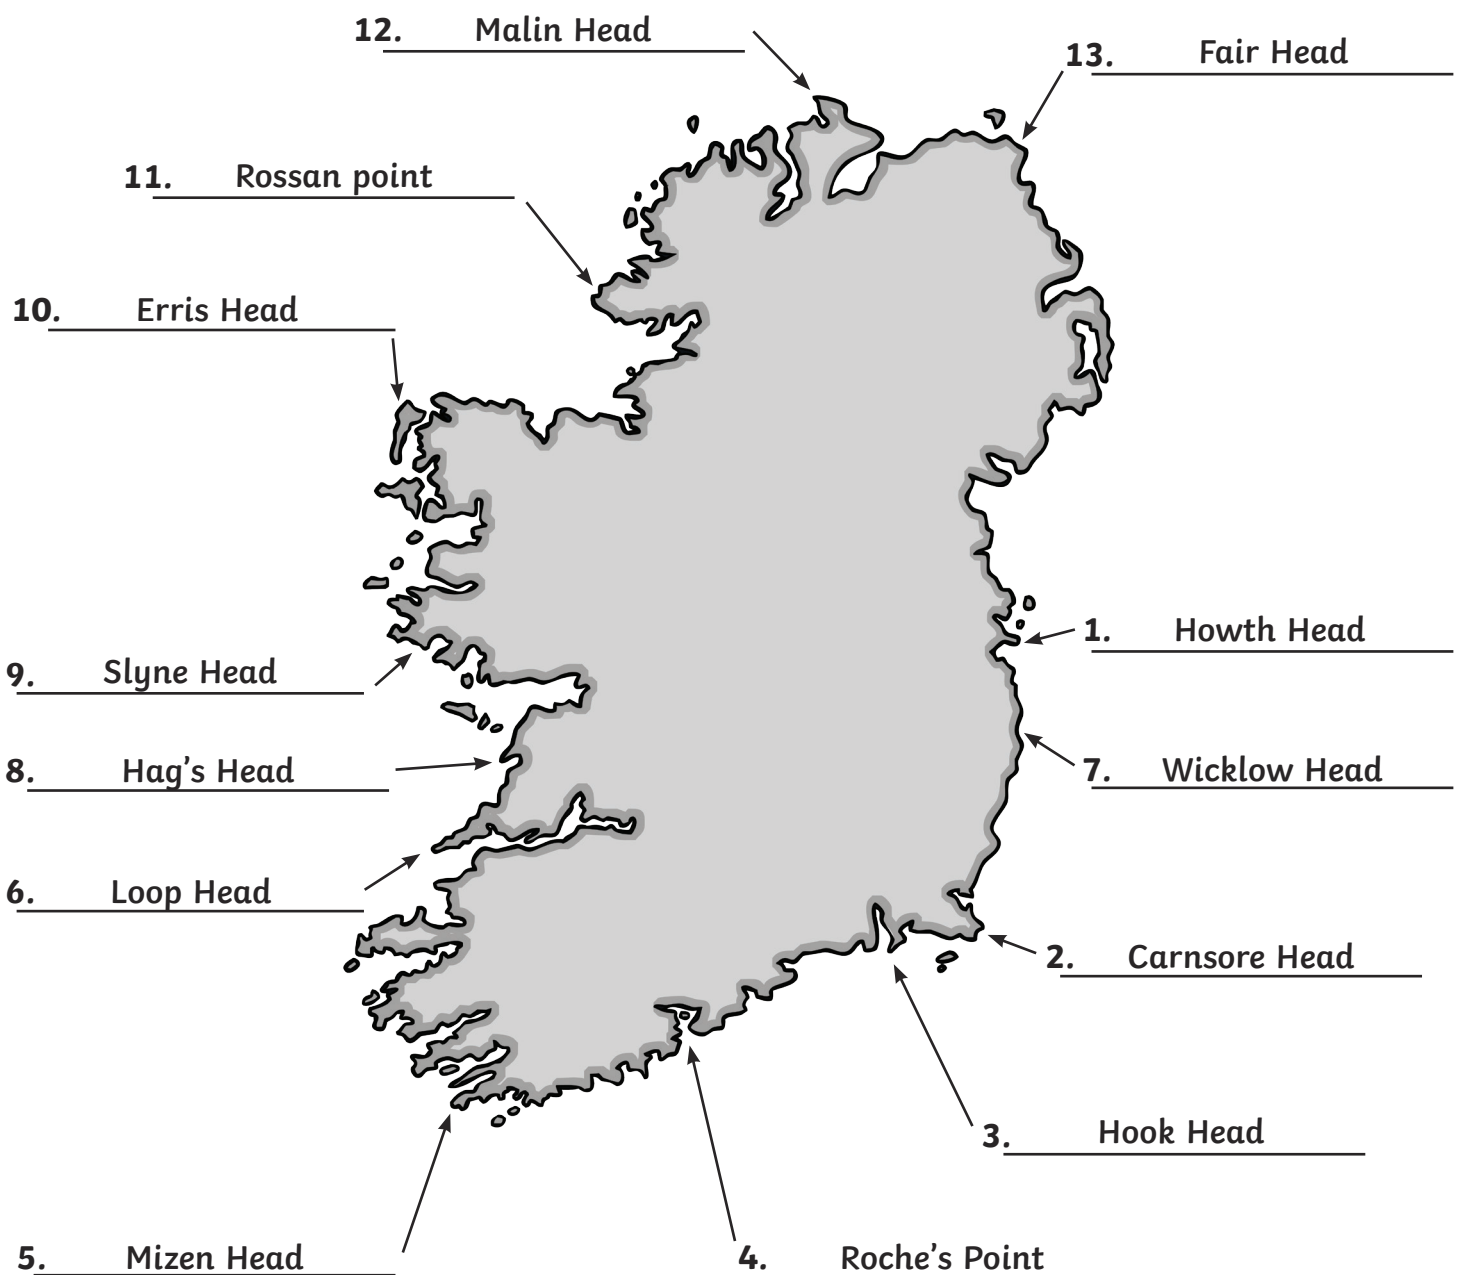 12. Malin Head
13. Fair Head
11. Rossan point
10. Erris Head
1. Howth Head
9. Slyne Head
8. Hag's Head
7. Wicklow Head
6. Loop Head
2. Carnsore Head
3. Hook Head
5. Mizen Head
4. Roche's Point